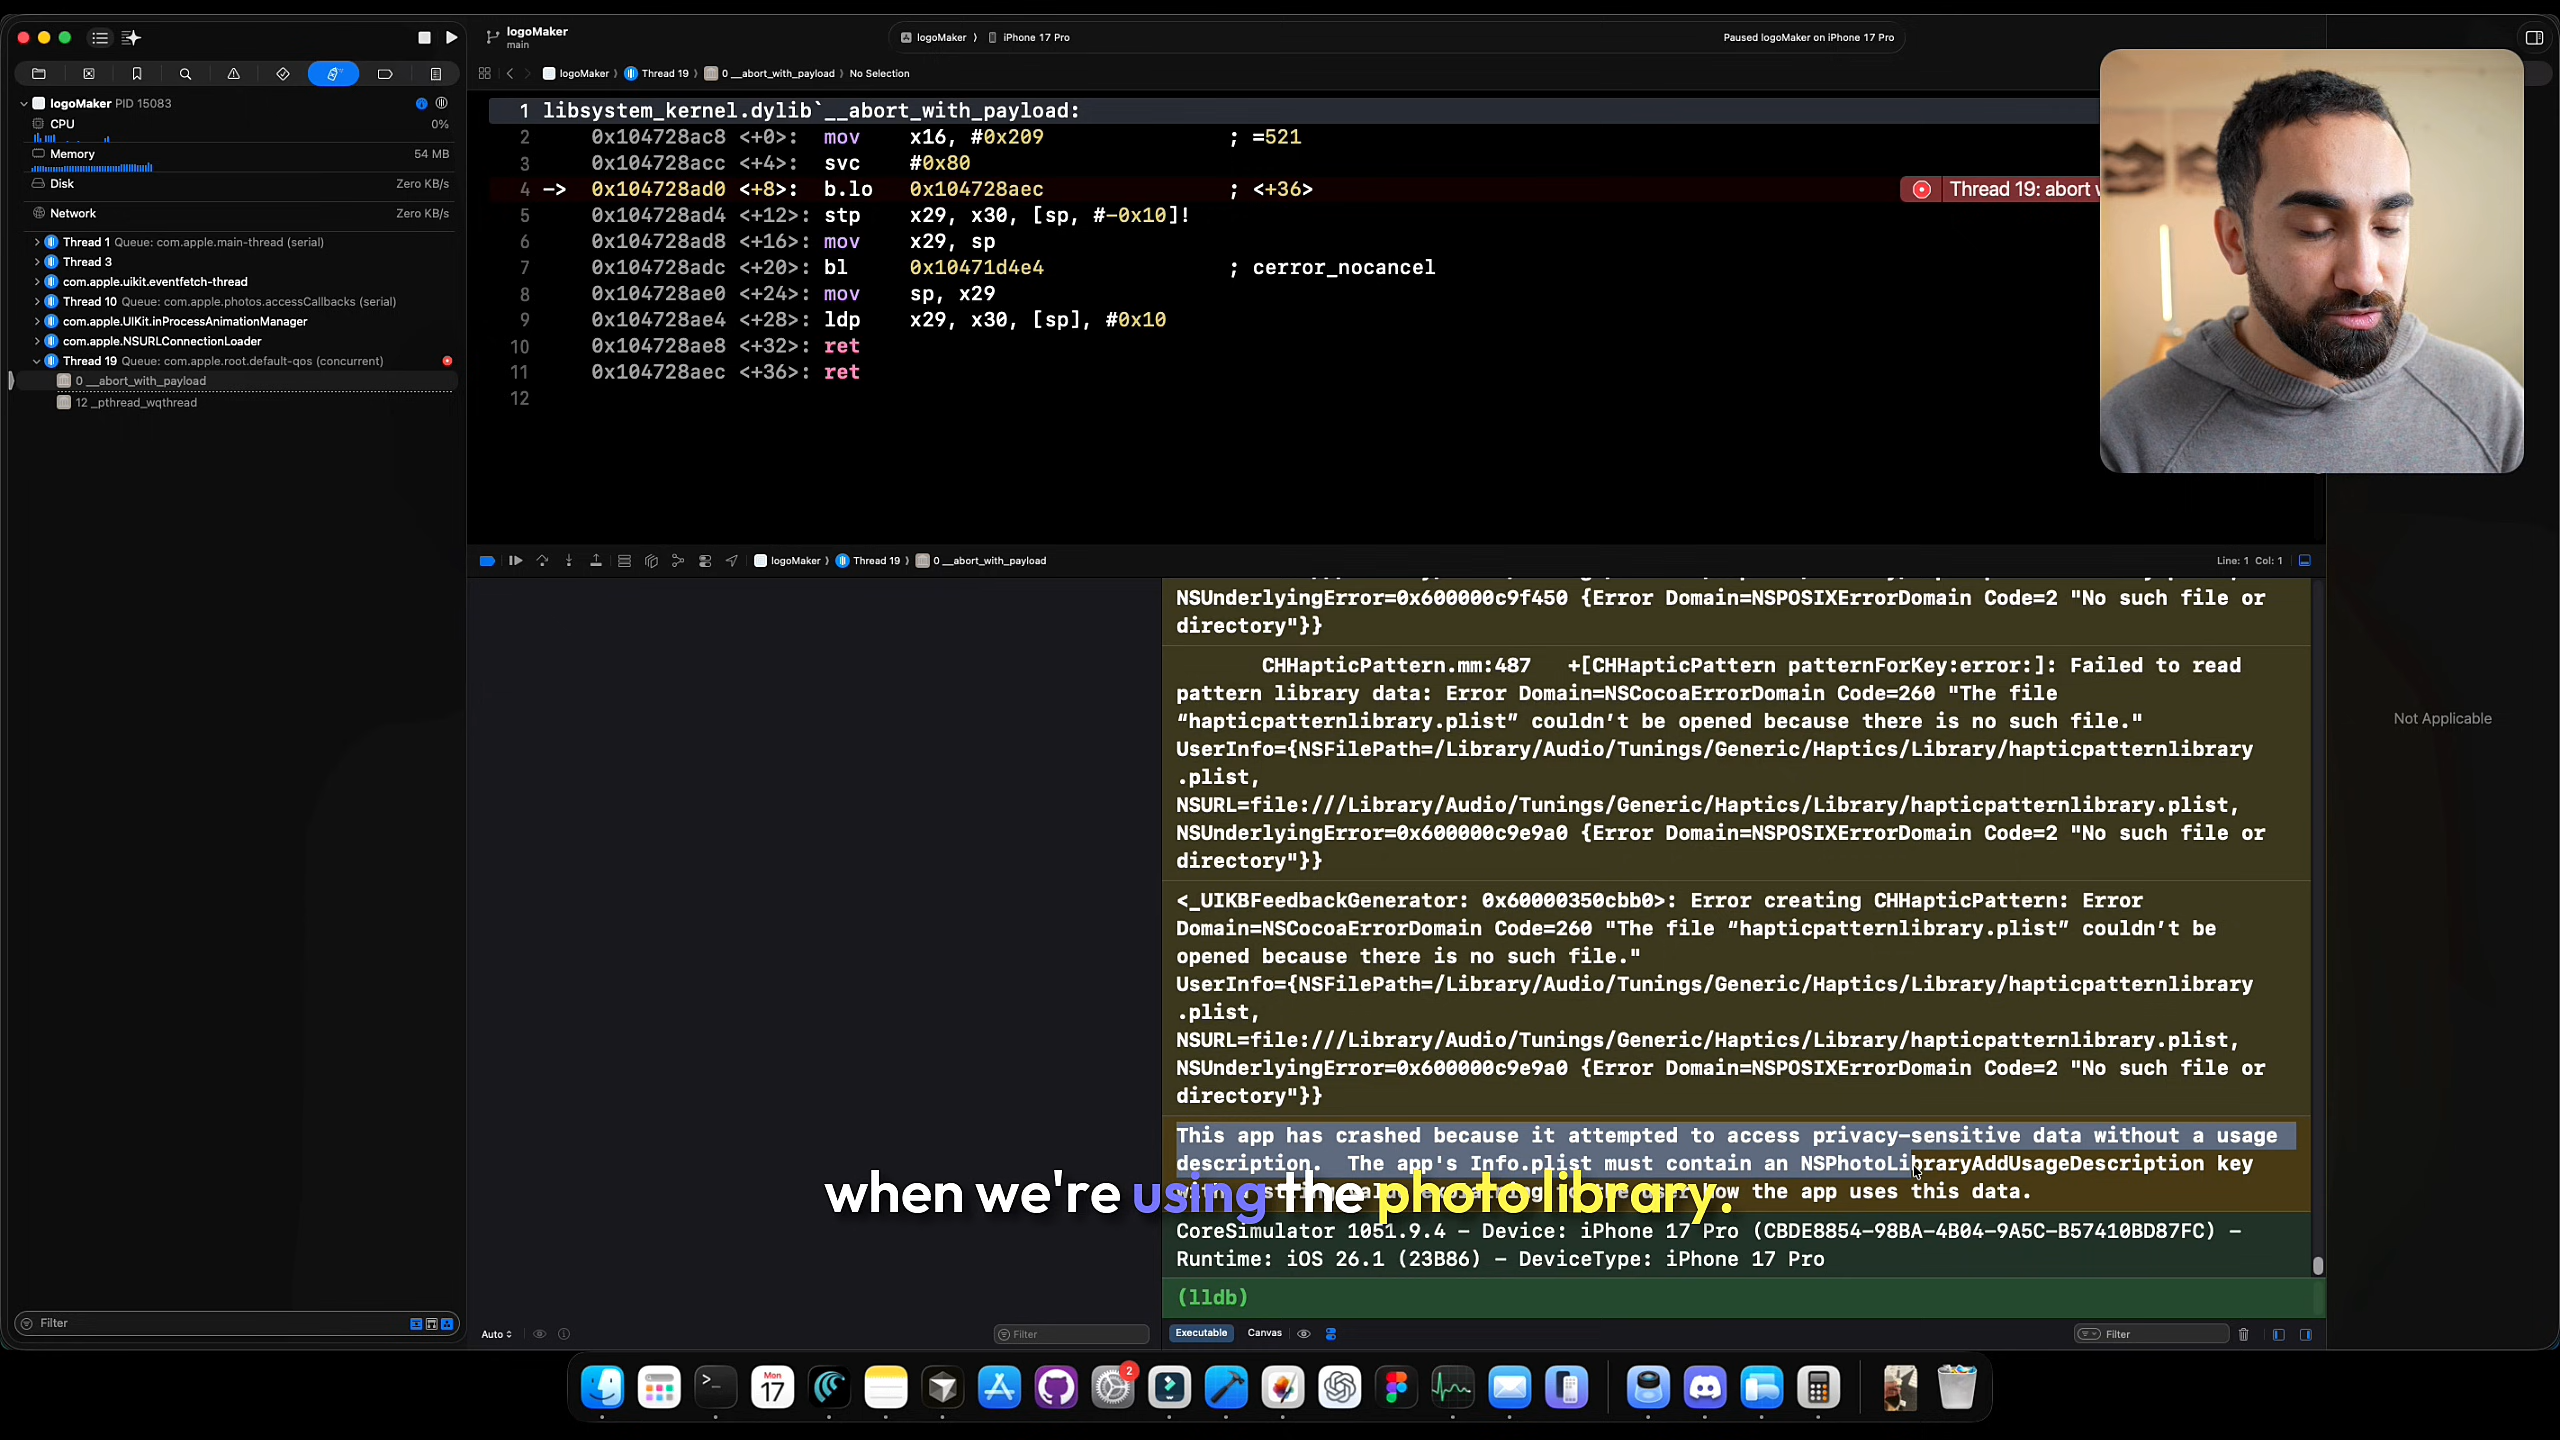 logoMaker
main
logoMaker 〉 iPhone 17 Pro
Paused logoMaker on iPhone 17 Pro
logoMaker 〉 Thread 19 〉 0 __abort_with_payload 〉 No Selection
logoMaker PID 15083
CPU 0%
Memory 54 MB
Disk Zero KB/s
Network Zero KB/s
Thread 1 Queue: com.apple.main-thread (serial)
Thread 3
com.apple.uikit.eventfetch-thread
Thread 10 Queue: com.apple.photos.accessCallbacks (serial)
com.apple.UIKit.inProcessAnimationManager
com.apple.NSURLConnectionLoader
Thread 19 Queue: com.apple.root.default-qos (concurrent)
0 __abort_with_payload
12 _pthread_wqthread
Filter
1 libsystem_kernel.dylib`__abort_with_payload:
2 0x104728ac8 <+0>: mov x16, #0x209 ; =521
3 0x104728acc <+4>: svc #0x80
4 -> 0x104728ad0 <+8>: b.lo 0x104728aec ; <+36>
Thread 19: abort
5 0x104728ad4 <+12>: stp x29, x30, [sp, #-0x10]!
6 0x104728ad8 <+16>: mov x29, sp
7 0x104728adc <+20>: bl 0x10471d4e4 ; cerror_nocancel
8 0x104728ae0 <+24>: mov sp, x29
9 0x104728ae4 <+28>: ldp x29, x30, [sp], #0x10
10 0x104728ae8 <+32>: ret
11 0x104728aec <+36>: ret
12
logoMaker 〉 Thread 19 〉 0 __abort_with_payload
Line: 1 Col: 1
NSUnderlyingError=0x600000c9f450 {Error Domain=NSPOSIXErrorDomain Code=2 "No such file or
directory"}}
CHHapticPattern.mm:487 +[CHHapticPattern patternForKey:error:]: Failed to read
pattern library data: Error Domain=NSCocoaErrorDomain Code=260 "The file
“hapticpatternlibrary.plist” couldn’t be opened because there is no such file."
UserInfo={NSFilePath=/Library/Audio/Tunings/Generic/Haptics/Library/hapticpatternlibrary
.plist,
NSURL=file:///Library/Audio/Tunings/Generic/Haptics/Library/hapticpatternlibrary.plist,
NSUnderlyingError=0x600000c9e9a0 {Error Domain=NSPOSIXErrorDomain Code=2 "No such file or
directory"}}
<_UIKBFeedbackGenerator: 0x60000350cbb0>: Error creating CHHapticPattern: Error
Domain=NSCocoaErrorDomain Code=260 "The file “hapticpatternlibrary.plist” couldn’t be
opened because there is no such file."
UserInfo={NSFilePath=/Library/Audio/Tunings/Generic/Haptics/Library/hapticpatternlibrary
.plist,
NSURL=file:///Library/Audio/Tunings/Generic/Haptics/Library/hapticpatternlibrary.plist,
NSUnderlyingError=0x600000c9e9a0 {Error Domain=NSPOSIXErrorDomain Code=2 "No such file or
directory"}}
This app has crashed because it attempted to access privacy-sensitive data without a usage
description. The app's Info.plist must contain an NSPhotoLibraryAddUsageDescription key
how the app uses this data.
when we're using the photo library.
CoreSimulator 1051.9.4 - Device: iPhone 17 Pro (CBDE8854-98BA-4B04-9A5C-B57410BD87FC) -
Runtime: iOS 26.1 (23B86) - DeviceType: iPhone 17 Pro
(lldb)
Auto
Filter
Executable Canvas
Filter
Not Applicable
Mon
17
2